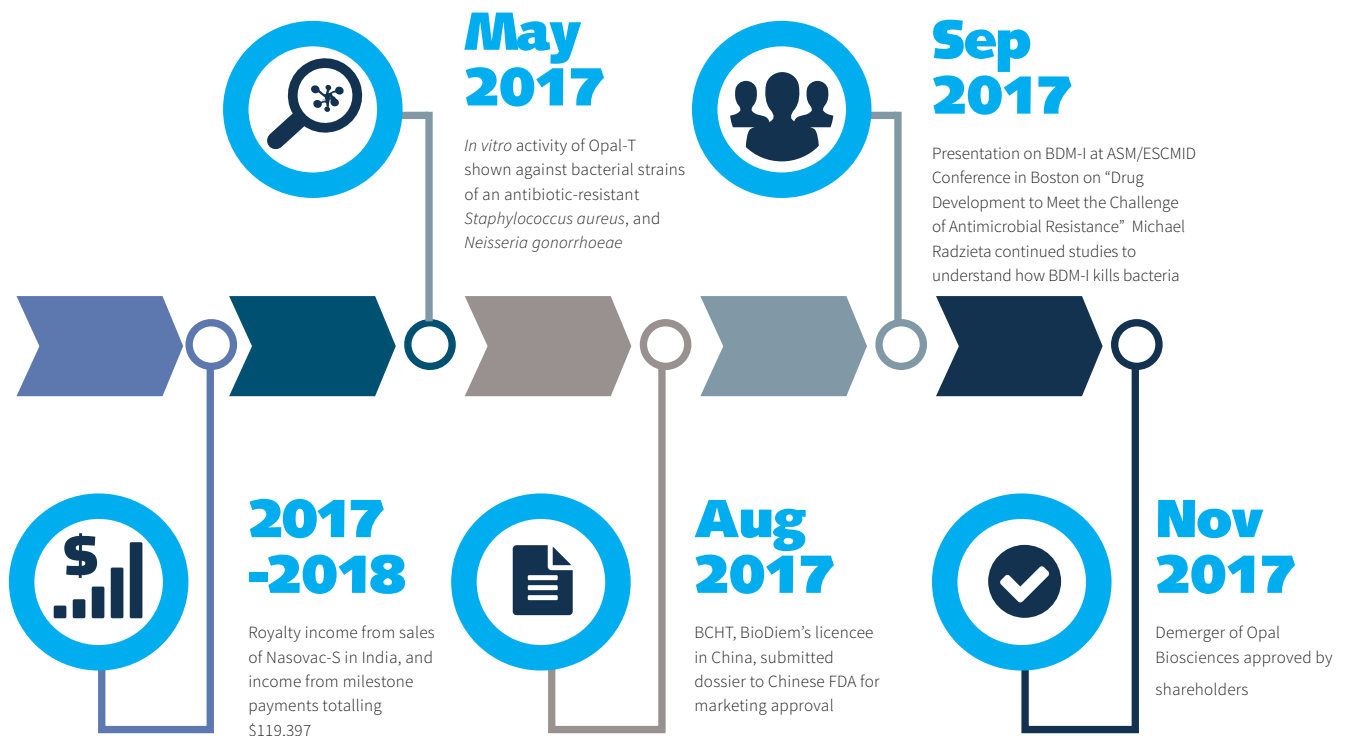 May
2017
In vitro activity of Opal-T
shown against bacterial strains
of an antibiotic-resistant
Staphylococcus aureus, and
Neisseria gonorrhoeae
Sep
2017
Presentation on BDM-I at ASM/ESCMID
Conference in Boston on “Drug
Development to Meet the Challenge
of Antimicrobial Resistance”  Michael
Radzieta continued studies to
understand how BDM-I kills bacteria
$
2017
-2018
Royalty income from sales
of Nasovac-S in India, and
income from milestone
payments totalling
$119,397
Aug
2017
BCHT, BioDiem’s licencee
in China, submitted
dossier to Chinese FDA for
marketing approval
Nov
2017
Demerger of Opal
Biosciences approved by
shareholders